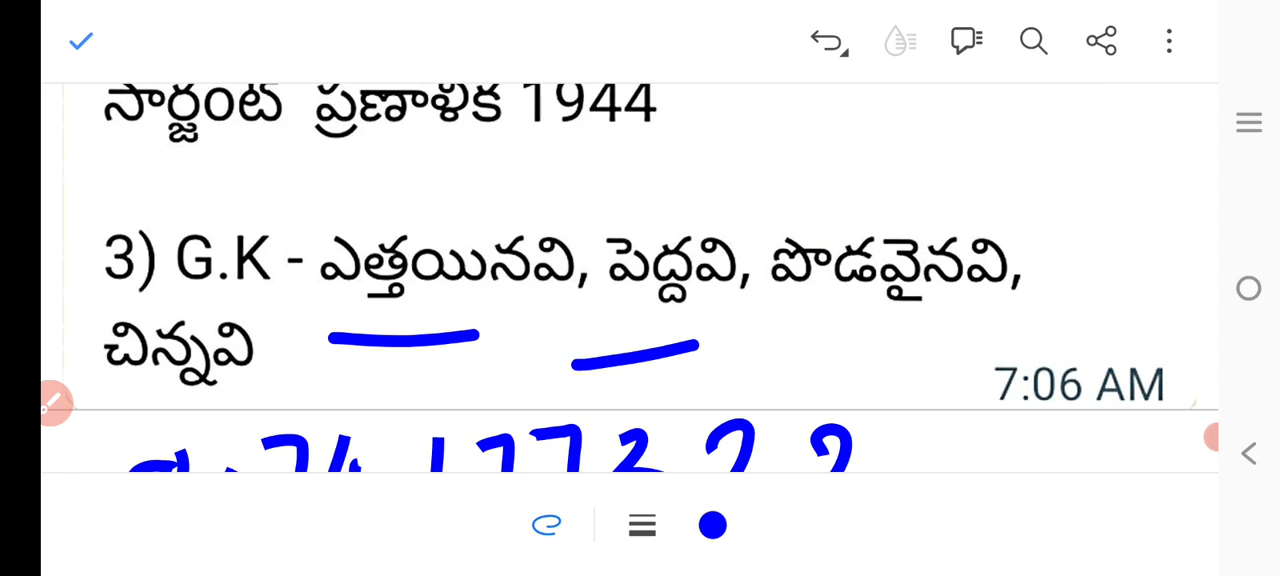 సార్జంట్ ప్రణాళిక 1944
3) G.K - ఎత్తయినవి, పెద్దవి, పొడవైనవి,
చిన్నవి
7:06 AM